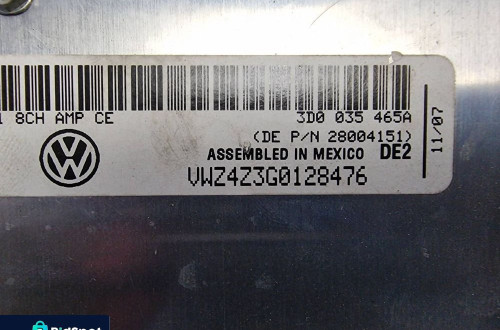 8CH AMP CE
3D0 035 465A
(DE P/N 28004151)
ASSEMBLED IN MEXICO DE2
11/07
VWZ4Z3G0128476